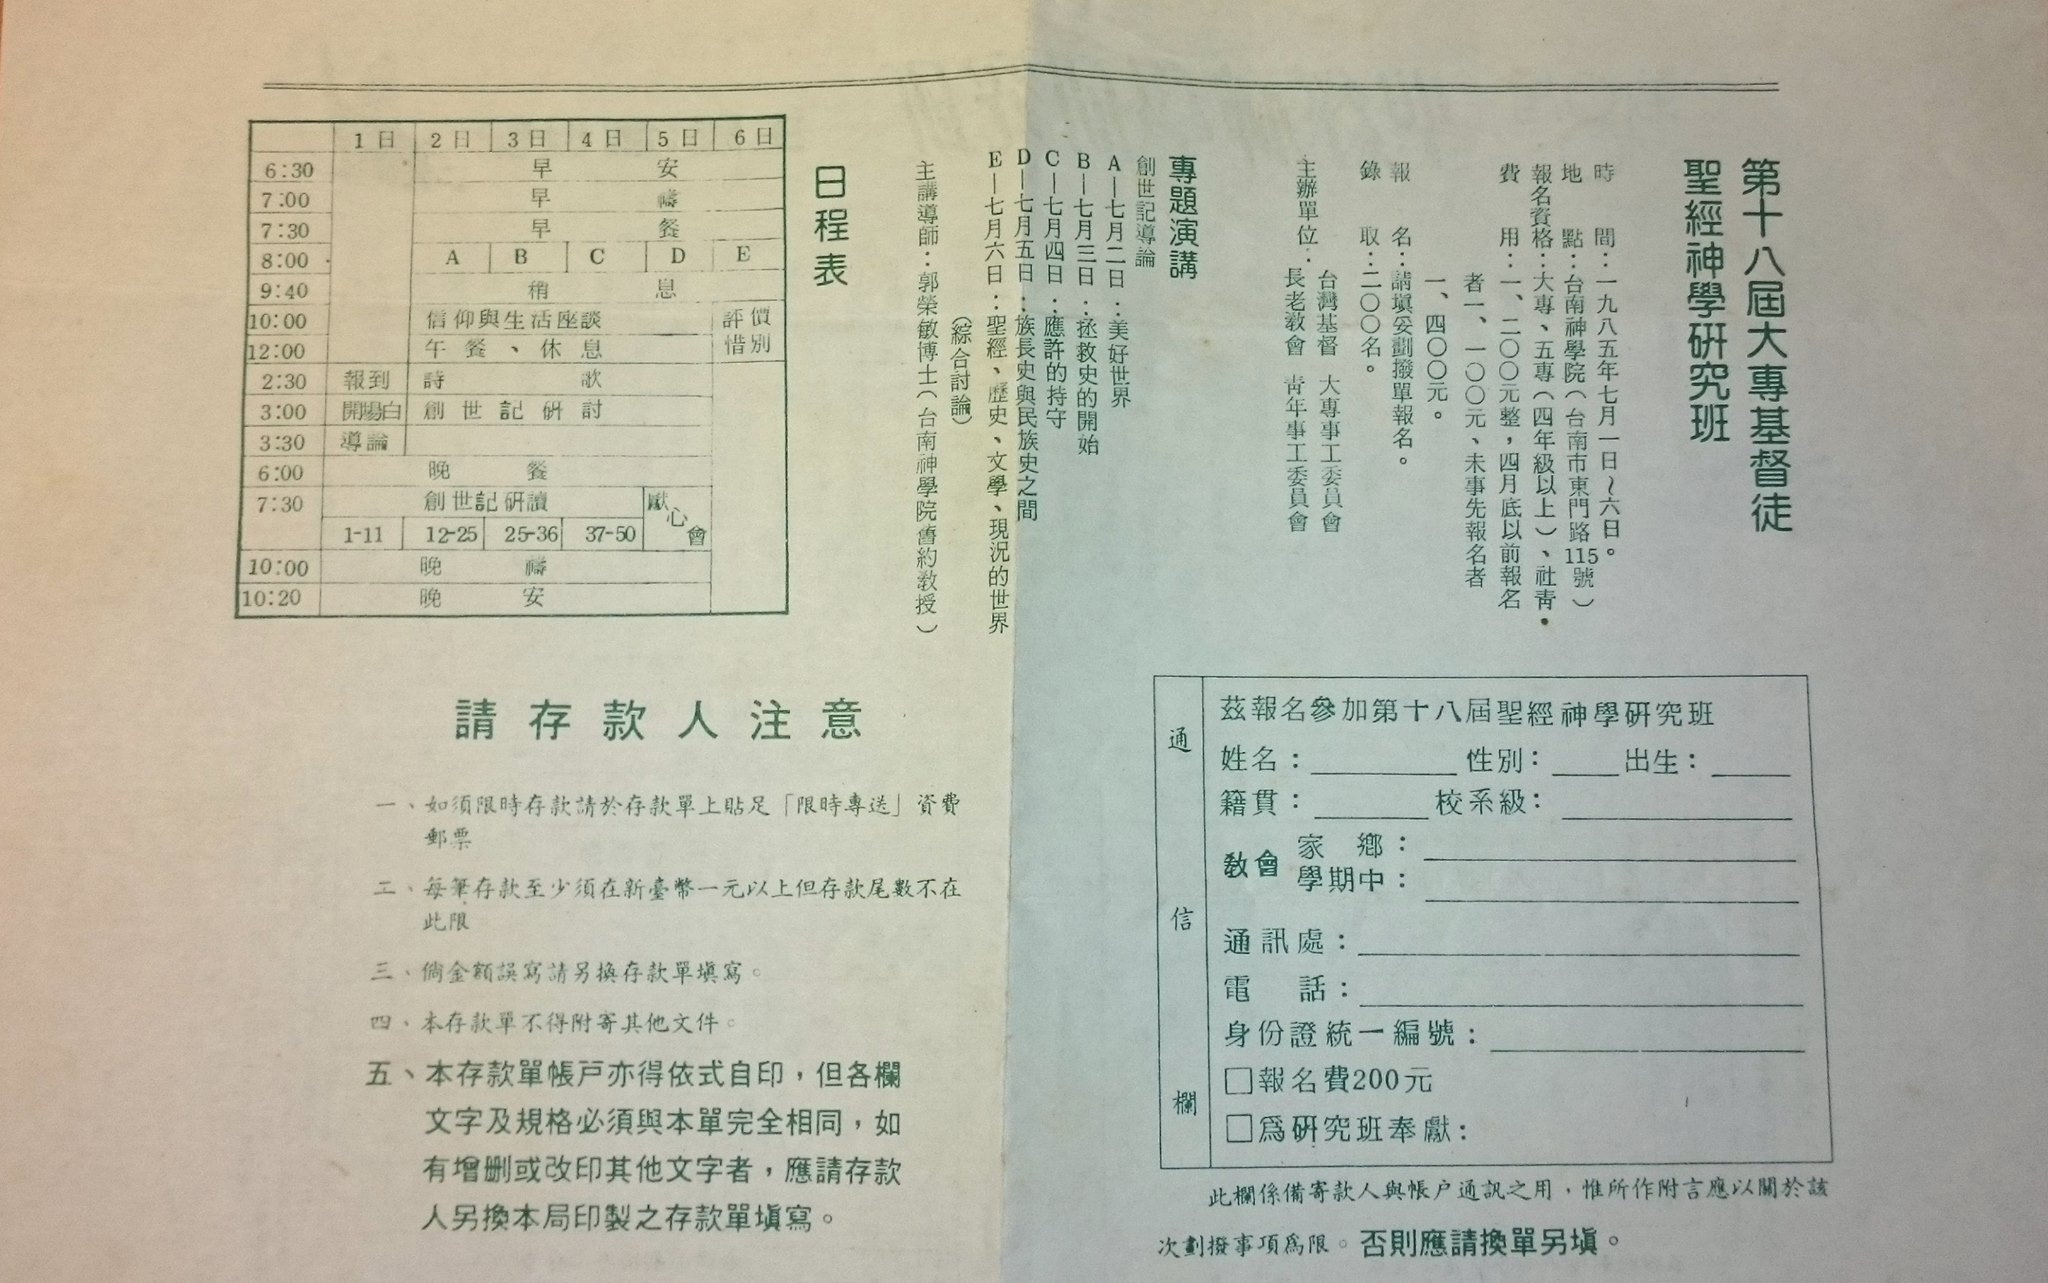 第十八屆大專基督徒
聖經神學研究班
時間：一九八五年七月一日～六日。
地點：台南神學院（台南市東門路115號）
報名資格：大專、五專（四年級以上）、社青・
費用：一、二〇〇元整，四月底以前報名
者一、一〇〇元、未事先報名者
一、四〇〇元。
報名：請填妥劃撥單報名。
錄取：二〇〇名。
主辦單位：台灣基督長老教會 大專事工委員會
青年事工委員會
專題演講
創世記導論
A—七月二日：美好世界
B—七月三日：拯救史的開始
C—七月四日：應許的持守
D—七月五日：族長史與民族史之間
E—七月六日：聖經、歷史、文學、現況的世界
（綜合討論）
主講導師：郭榮敏博士（台南神學院舊約教授）
日程表
1日 2日 3日 4日 5日 6日
6:30 早安
7:00 早禱
7:30 早餐
8:00 A B C D E
9:40 稍息
10:00 信仰與生活座談 評價
12:00 午餐、休息 惜別
2:30 報到 詩歌
3:00 開場白 創世記研討
3:30 導論
6:00 晚餐
7:30 創世記研讀 獻心會
1-11 12-25 25-36 37-50
10:00 晚禱
10:20 晚安
請存款人注意
一、如須限時存款請於存款單上貼足「限時專送」資費
郵票
二、每筆存款至少須在新臺幣一元以上但存款尾數不在
此限
三、倘金額誤寫請另換存款單填寫。
四、本存款單不得附寄其他文件。
五、本存款單帳戶亦得依式自印，但各欄
文字及規格必須與本單完全相同，如
有增删或改印其他文字者，應請存款
人另換本局印製之存款單填寫。
通信欄
茲報名參加第十八屆聖經神學研究班
姓名：性別：出生：
籍貫：校系級：
教會 家鄉：
學期中：
通訊處：
電話：
身份證統一編號：
□報名費200元
□為研究班奉獻：
此欄係備寄款人與帳戶通訊之用，惟所作附言應以關於該
次劃撥事項為限。否則應請換單另填。